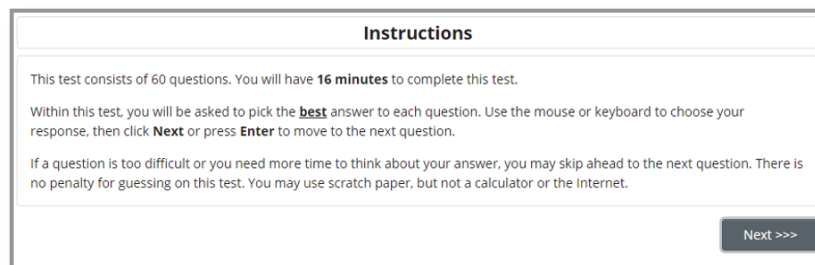 Instructions
This test consists of 60 questions. You will have 16 minutes to complete this test.
Within this test, you will be asked to pick the best answer to each question. Use the mouse or keyboard to choose your
response, then click Next or press Enter to move to the next question.
If a question is too difficult or you need more time to think about your answer, you may skip ahead to the next question. There is
no penalty for guessing on this test. You may use scratch paper, but not a calculator or the Internet.
Next >>>